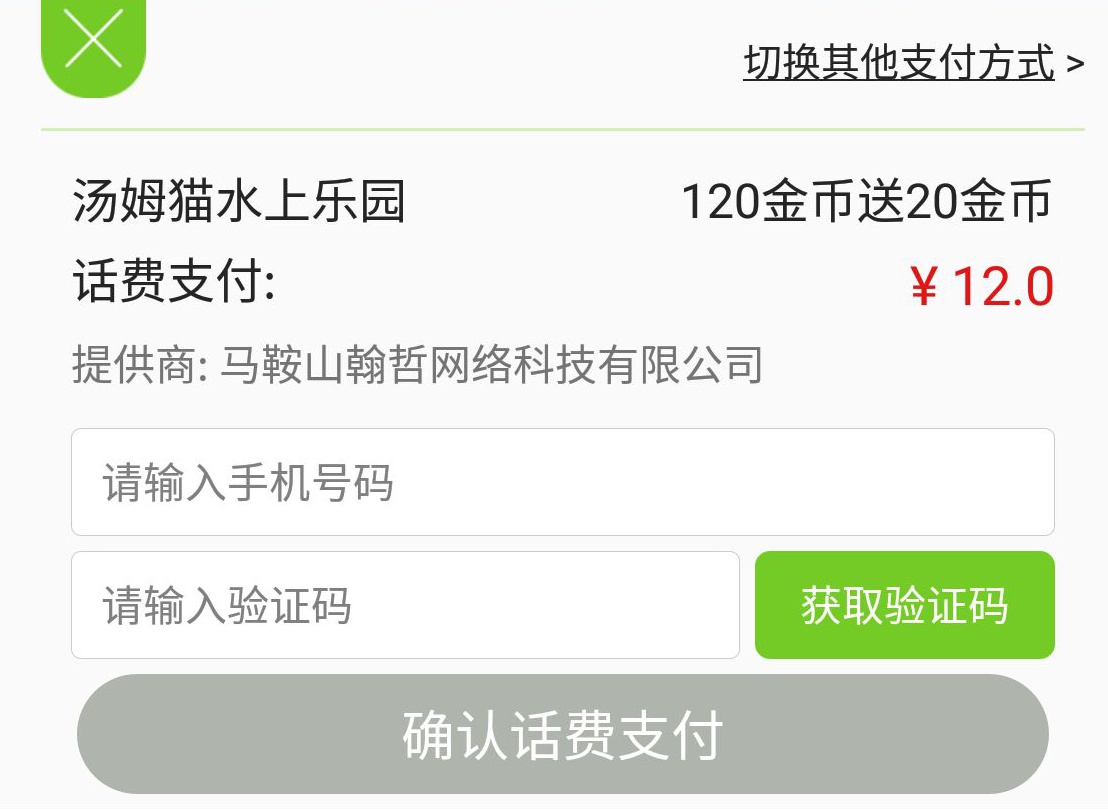 切换其他支付方式 >
汤姆猫水上乐园 120金币送20金币
话费支付: ¥ 12.0
提供商: 马鞍山翰哲网络科技有限公司
请输入手机号码
请输入验证码 获取验证码
确认话费支付